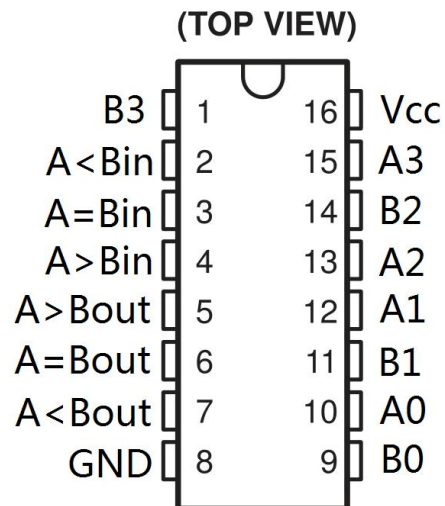 (TOP VIEW)
B3 1 16 Vcc
A<Bin 2 15 A3
A=Bin 3 14 B2
A>Bin 4 13 A2
A>Bout 5 12 A1
A=Bout 6 11 B1
A<Bout 7 10 A0
GND 8 9 B0